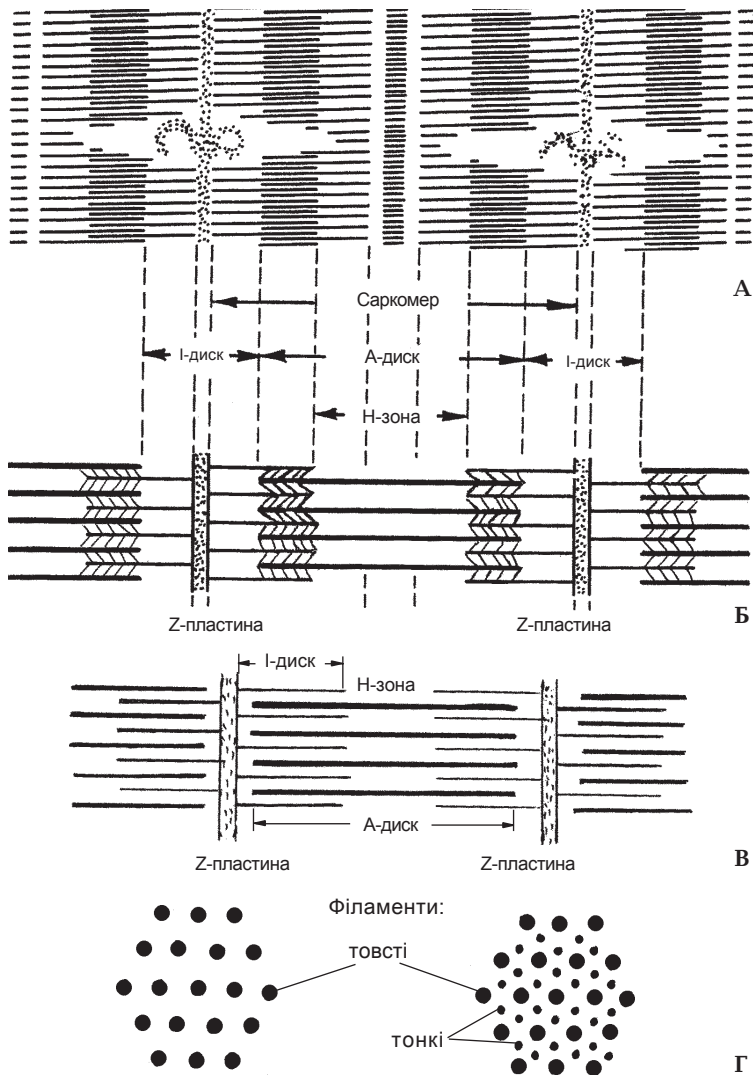 А
Саркомер
І-диск
А-диск
І-диск
Н-зона
Б
Z-пластина
Z-пластина
І-диск
Н-зона
А-диск
В
Z-пластина
Z-пластина
Філаменти:
товсті
тонкі
Г